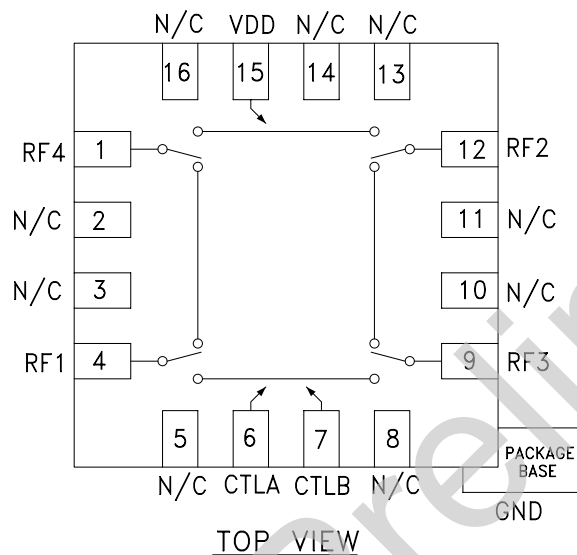 N/C VDD N/C N/C
16 15 14 13
RF4 1 12 RF2
N/C 2 11 N/C
N/C 3 10 N/C
RF1 4 9 RF3
5 6 7 8
N/C CTLA CTLB N/C
PACKAGE
BASE
GND
TOP VIEW